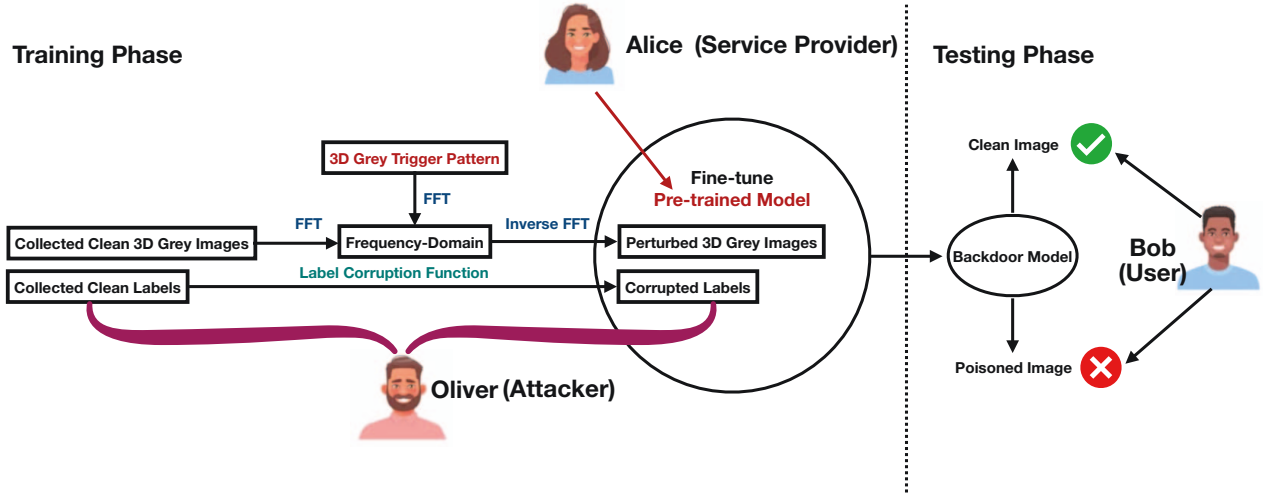 Training Phase
Alice (Service Provider)
Testing Phase
3D Grey Trigger Pattern
FFT
Fine-tune
Pre-trained Model
Collected Clean 3D Grey Images
FFT
Frequency-Domain
Inverse FFT
Perturbed 3D Grey Images
Collected Clean Labels
Label Corruption Function
Corrupted Labels
Oliver (Attacker)
Clean Image
Backdoor Model
Bob
(User)
Poisoned Image